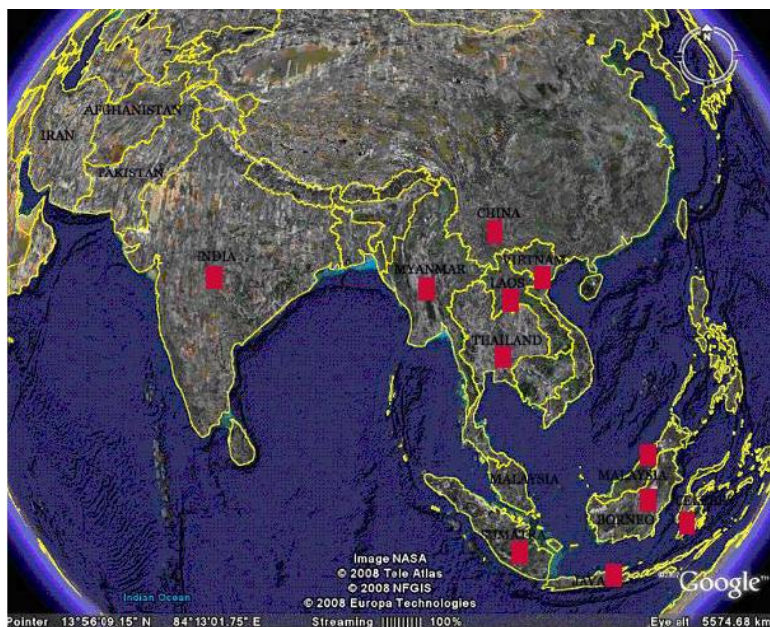 N
AFGHANISTAN
IRAN
PAKISTAN
CHINA
INDIA
VIETNAM
MYANMAR
LAOS
THAILAND
MALAYSIA
MALAYSIA
BORNEO
SUMATRA
JAVA
Image NASA
© 2008 Tele Atlas
© 2008 NFGIS
© 2008 Europa Technologies
Google™
Indian Ocean
Pointer 13°56'09.15" N 84°13'01.75" E Streaming |||||||||| 100% Eye alt 5574.68 km